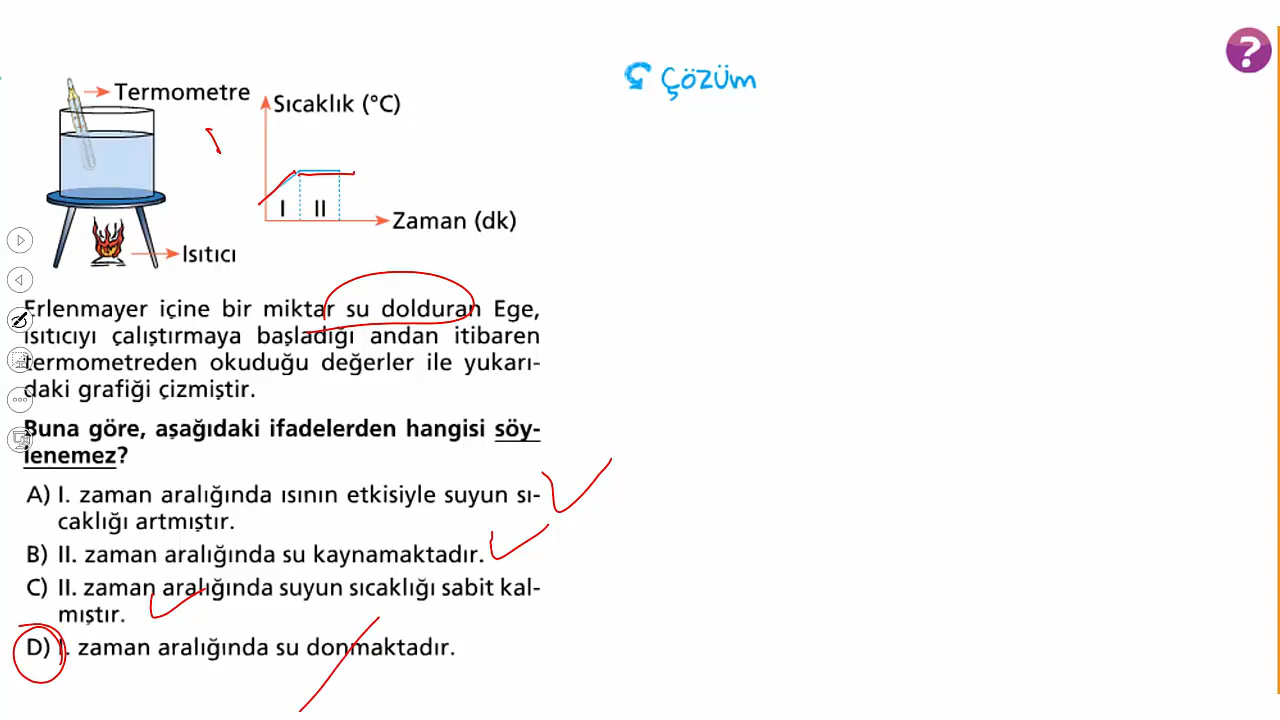 ?
Çözüm
Termometre
Sıcaklık (°C)
I
II
Zaman (dk)
Isıtıcı
Erlenmayer içine bir miktar su dolduran Ege,
ısıtıcıyı çalıştırmaya başladığı andan itibaren
termometreden okuduğu değerler ile yukarı-
daki grafiği çizmiştir.
Buna göre, aşağıdaki ifadelerden hangisi söy-
lenemez?
A) I. zaman aralığında ısının etkisiyle suyun sı-
caklığı artmıştır.
B) II. zaman aralığında su kaynamaktadır.
C) II. zaman aralığında suyun sıcaklığı sabit kal-
mıştır.
D) I. zaman aralığında su donmaktadır.